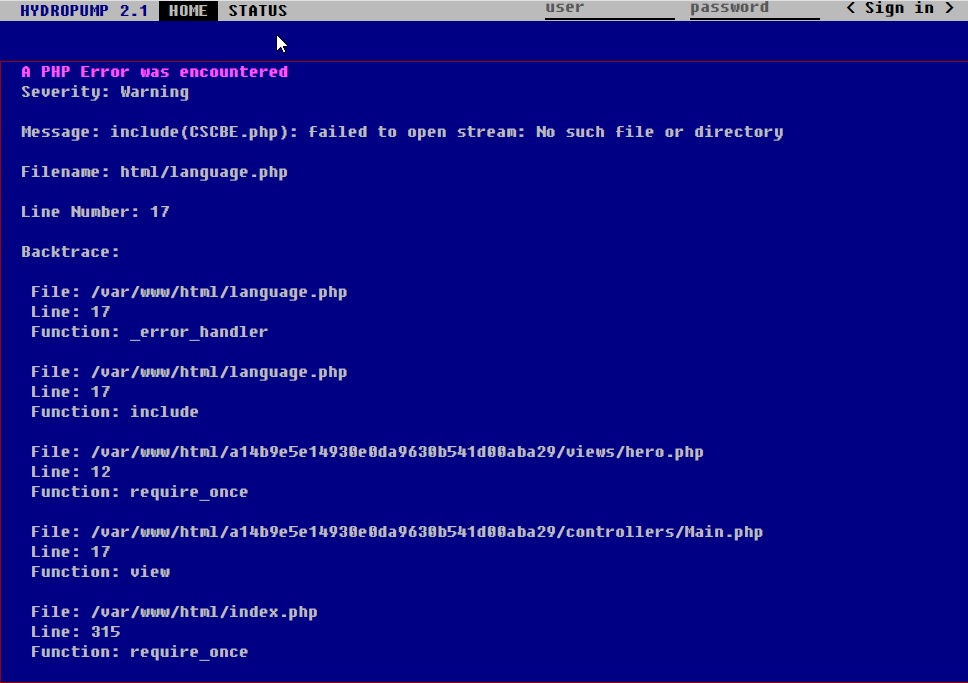 HYDROPUMP 2.1 HOME STATUS user password < Sign in >
A PHP Error was encountered
Severity: Warning
Message: include(CSCBE.php): failed to open stream: No such file or directory
Filename: html/language.php
Line Number: 17
Backtrace:
File: /var/www/html/language.php
Line: 17
Function: _error_handler
File: /var/www/html/language.php
Line: 17
Function: include
File: /var/www/html/a14b9e5e14930e0da9630b541d00aba29/views/hero.php
Line: 12
Function: require_once
File: /var/www/html/a14b9e5e14930e0da9630b541d00aba29/controllers/Main.php
Line: 17
Function: view
File: /var/www/html/index.php
Line: 315
Function: require_once